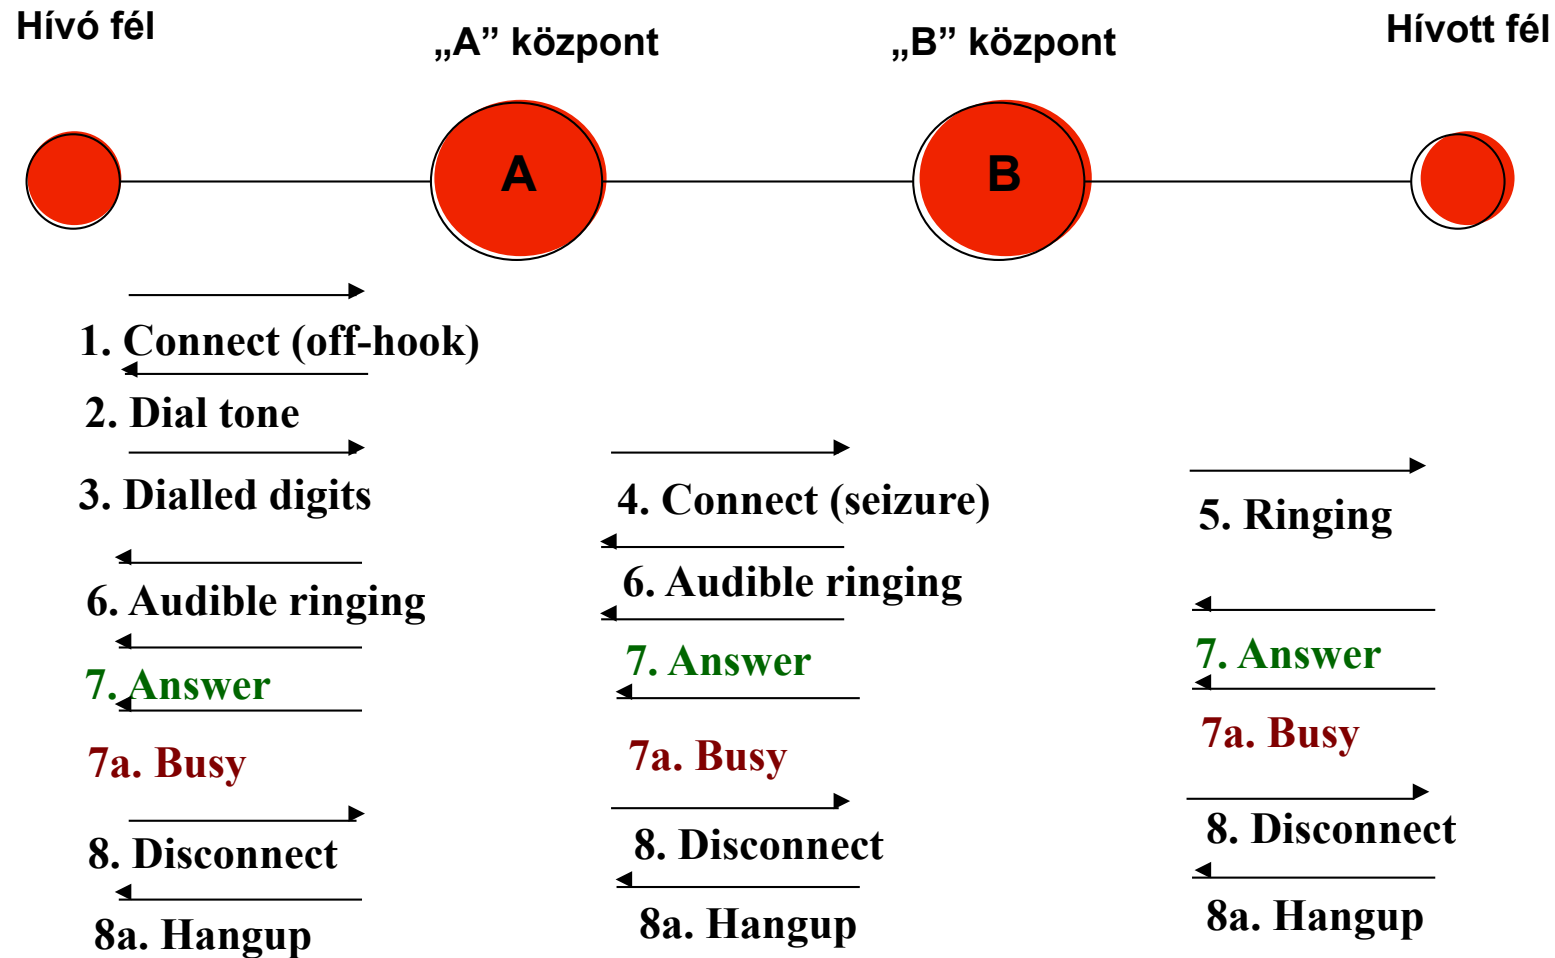 Hívó fél
„A” központ
„B” központ
Hívott fél
A
B
1. Connect (off-hook)
2. Dial tone
3. Dialled digits
4. Connect (seizure)
5. Ringing
6. Audible ringing
6. Audible ringing
7. Answer
7. Answer
7. Answer
7a. Busy
7a. Busy
7a. Busy
8. Disconnect
8. Disconnect
8. Disconnect
8a. Hangup
8a. Hangup
8a. Hangup